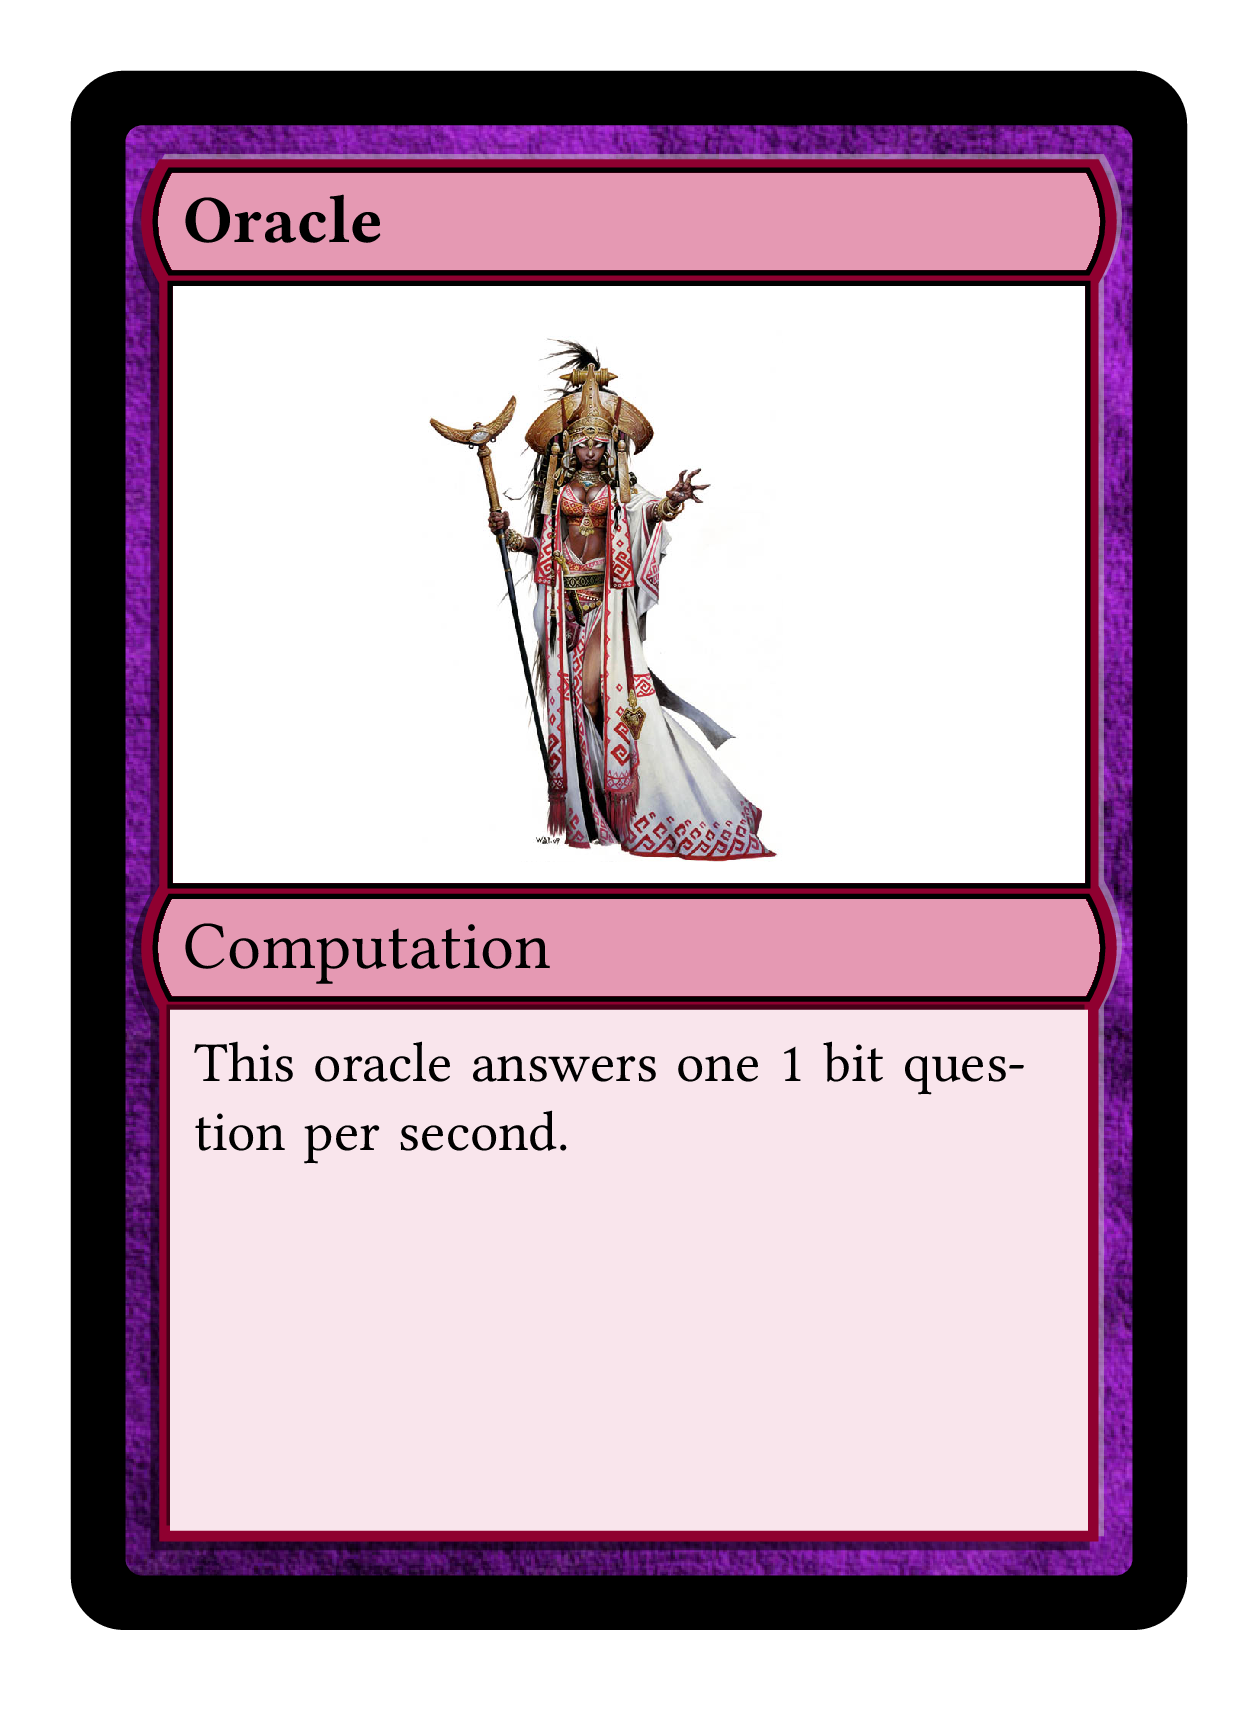 Oracle
Computation
This oracle answers one 1 bit ques-
tion per second.